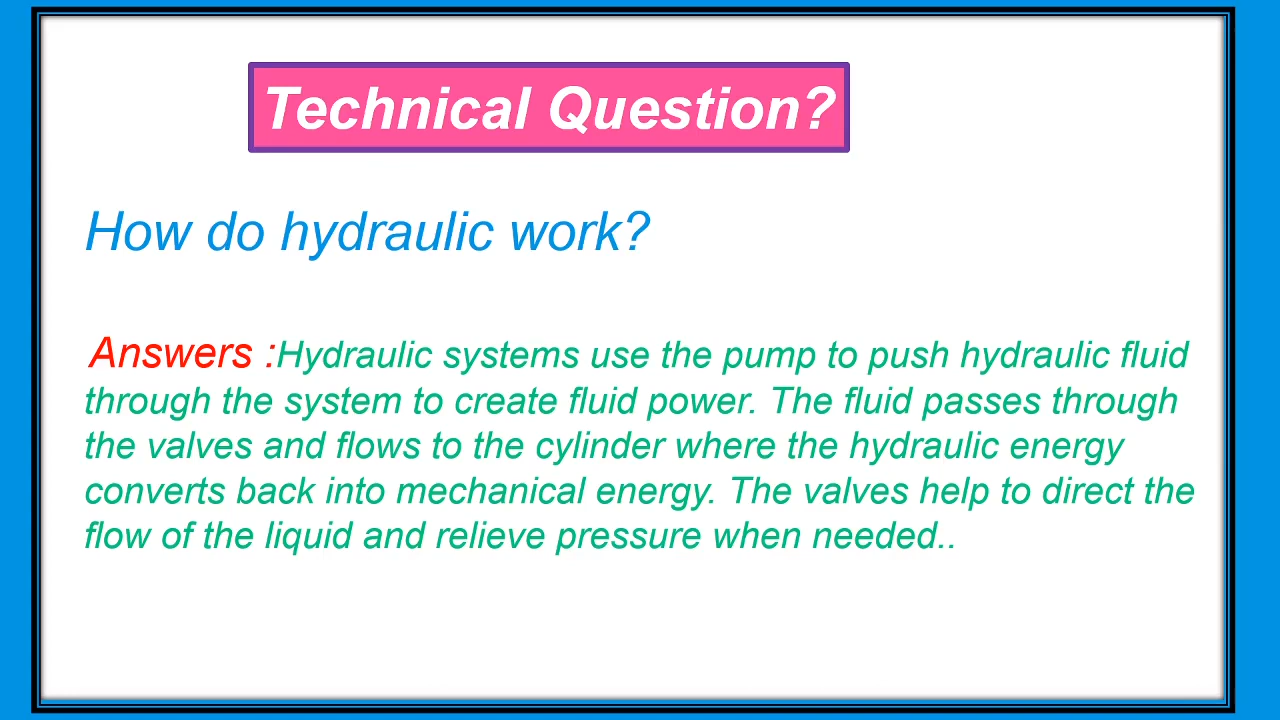 Technical Question?
How do hydraulic work?
Answers :Hydraulic systems use the pump to push hydraulic fluid
through the system to create fluid power. The fluid passes through
the valves and flows to the cylinder where the hydraulic energy
converts back into mechanical energy. The valves help to direct the
flow of the liquid and relieve pressure when needed..